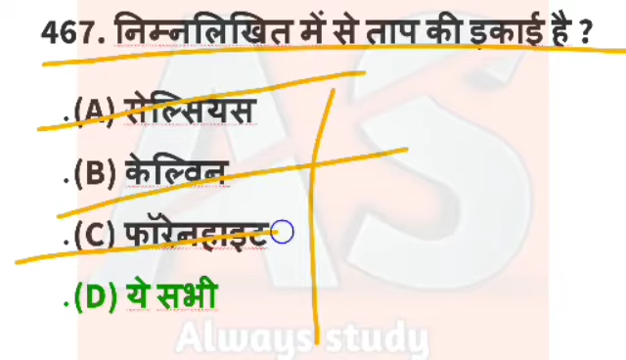 467. निम्नलिखित में से ताप की इकाई है ?
.(A) सेल्सियस
.(B) केल्विन
.(C) फॉरेनहाइट
.(D) ये सभी
Always study